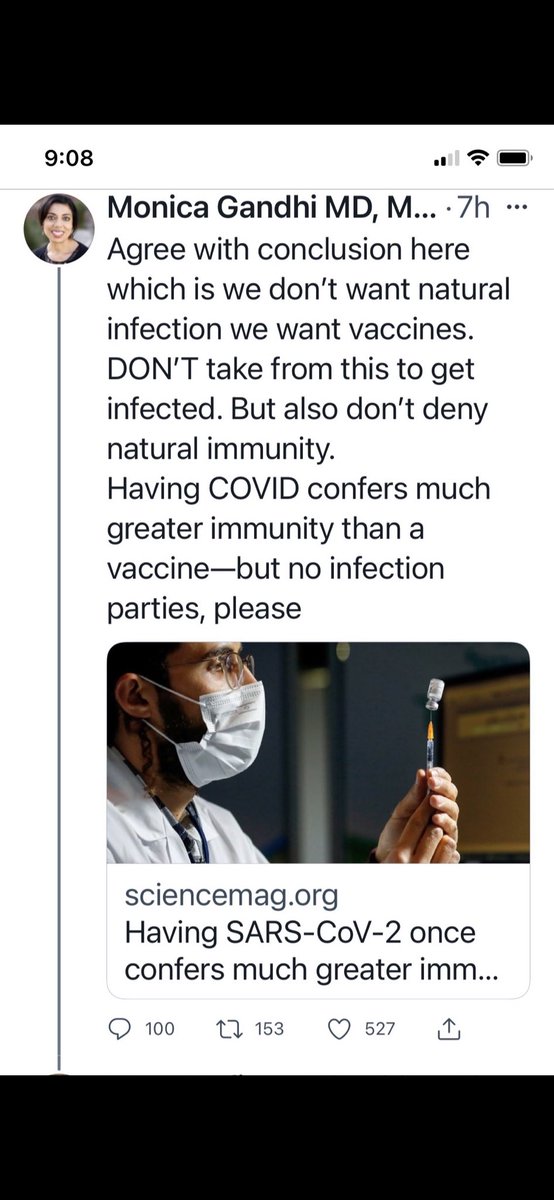 9:08
Monica Gandhi MD, M... · 7h ...
Agree with conclusion here
which is we don’t want natural
infection we want vaccines.
DON’T take from this to get
infected. But also don’t deny
natural immunity.
Having COVID confers much
greater immunity than a
vaccine—but no infection
parties, please
sciencemag.org
Having SARS-CoV-2 once
confers much greater imm...
100 153 527